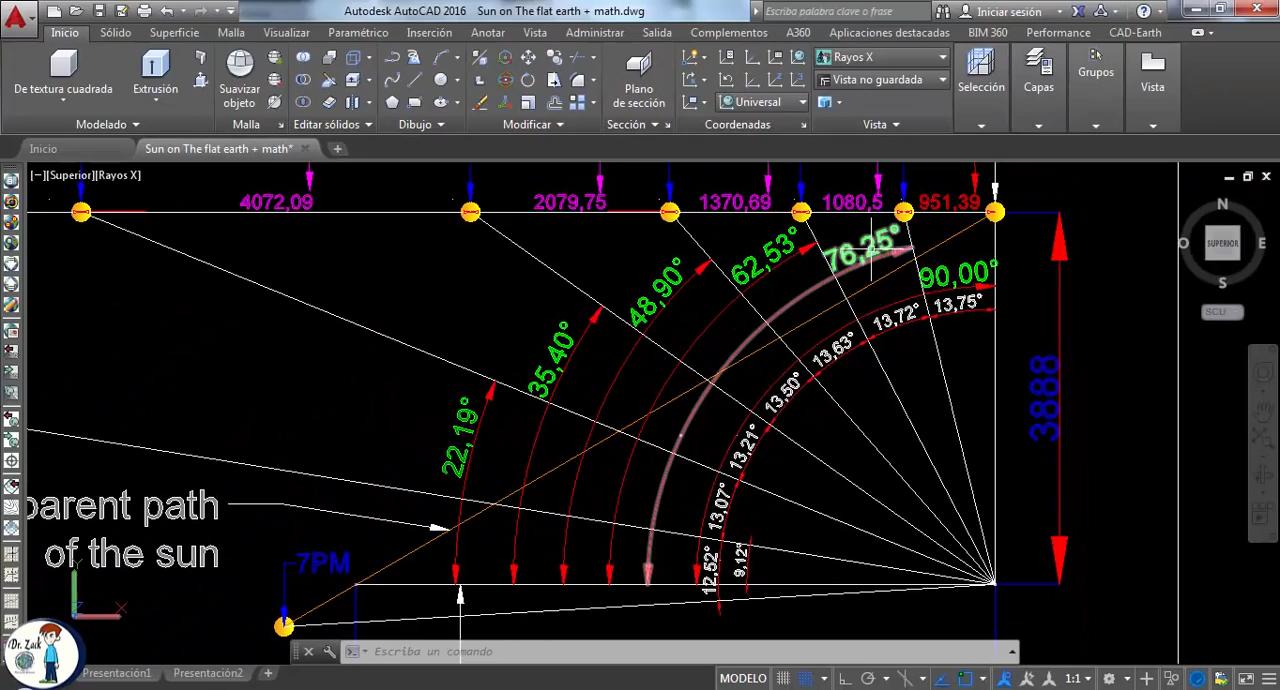 Autodesk AutoCAD 2016 Sun on The flat earth + math.dwg
Escriba palabra clave o frase
Iniciar sesión
Inicio Sólido Superficie Malla Visualizar Paramétrico Inserción Anotar Vista Administrar Salida Complementos A360 Aplicaciones destacadas BIM 360 Performance CAD-Earth
De textura cuadrada
Extrusión
Suavizar
objeto
Plano
de sección
Universal
Rayos X
Vista no guardada
Selección
Capas
Grupos
Vista
Modelado
Malla
Editar sólidos
Dibujo
Modificar
Sección
Coordenadas
Vista
Inicio
Sun on The flat earth + math*
[−][Superior][Rayos X]
4072,09 2079,75 1370,69 1080,5 951,39
22,19°
35,40°
48,90°
62,53°
76,25°
90,00°
9,12°
12,52°
13,07°
13,21°
13,50°
13,63°
13,72°
13,75°
3888
parent path
of the sun
7PM
Y
X
N
O
SUPERIOR
E
S
SCU
Dr. Zack
Escriba un comando
Presentación1 Presentación2
MODELO
1:1